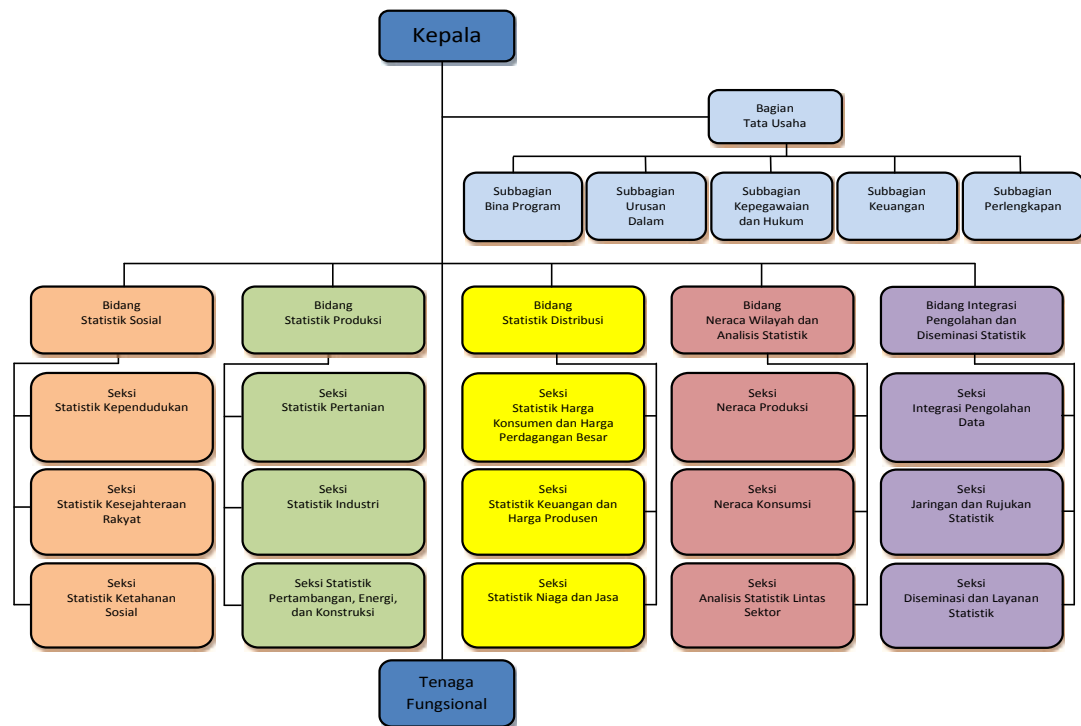 Kepala
Bagian
Tata Usaha
Subbagian
Bina Program
Subbagian
Urusan
Dalam
Subbagian
Kepegawaian
dan Hukum
Subbagian
Keuangan
Subbagian
Perlengkapan
Bidang
Statistik Sosial
Bidang
Statistik Produksi
Bidang
Statistik Distribusi
Bidang
Neraca Wilayah dan
Analisis Statistik
Bidang Integrasi
Pengolahan dan
Diseminasi Statistik
Seksi
Statistik Kependudukan
Seksi
Statistik Pertanian
Seksi
Statistik Harga
Konsumen dan Harga
Perdagangan Besar
Seksi
Neraca Produksi
Seksi
Integrasi Pengolahan
Data
Seksi
Statistik Kesejahteraan
Rakyat
Seksi
Statistik Industri
Seksi
Statistik Keuangan dan
Harga Produsen
Seksi
Neraca Konsumsi
Seksi
Jaringan dan Rujukan
Statistik
Seksi
Statistik Ketahanan
Sosial
Seksi Statistik
Pertambangan, Energi,
dan Konstruksi
Seksi
Statistik Niaga dan Jasa
Seksi
Analisis Statistik Lintas
Sektor
Seksi
Diseminasi dan Layanan
Statistik
Tenaga
Fungsional